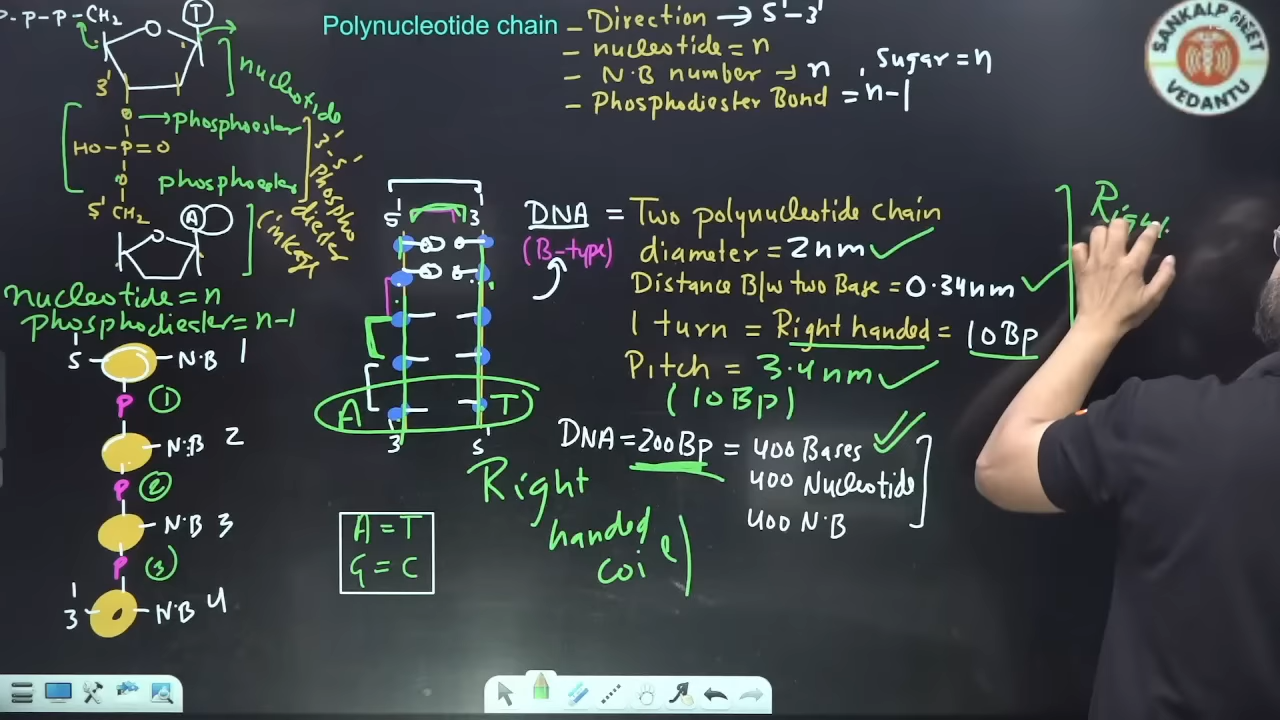 P-P-P-CH2
T
nucleotide
3'
O → phosphoester
HO-P=O
O phosphoester
5' CH2
A
3'-5' phosphodiester linkage
nucleotide = n
phosphodiester = n-1
5' N·B 1
P 1
N·B 2
P 2
N·B 3
P 3
3' N·B 4
Polynucleotide chain
- Direction → 5'-3'
- nucleotide = n
- N·B number → n , Sugar = n
- Phosphodiester Bond = n-1
SANKALP NEET
VEDANTU
5' 3'
A T
3' 5'
DNA = Two polynucleotide chain
(B-type) diameter = 2nm
Distance B/w two Base = 0.34nm
1 turn = Right handed = 10Bp
Pitch = 3.4nm
(10Bp)
DNA = 200Bp = 400 Bases
400 Nucleotide
400 N·B
Right
handed
coil
A = T
G = C